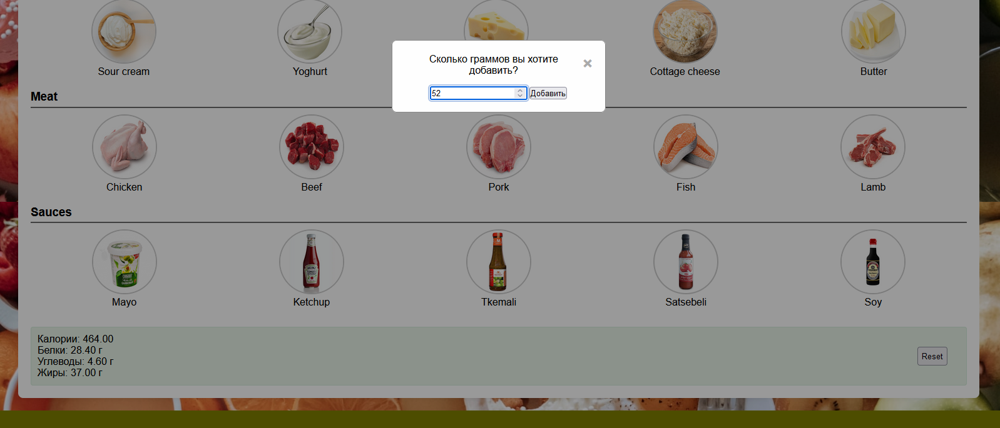 Sour cream
Yoghurt
Cottage cheese
Butter
Сколько граммов вы хотите
добавить?
×
52
Добавить
Meat
Chicken
Beef
Pork
Fish
Lamb
Sauces
HEINZ
Mayo
Ketchup
Tkemali
Satsebeli
Soy
Калории: 464.00
Белки: 28.40 г
Углеводы: 4.60 г
Жиры: 37.00 г
Reset